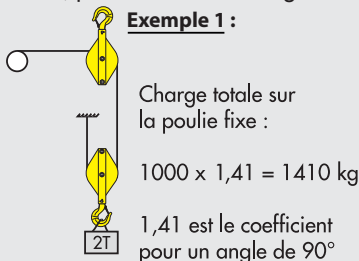 Exemple 1 :
Charge totale sur
la poulie fixe :
1000 x 1,41 = 1410 kg
1,41 est le coefficient
pour un angle de 90°
2T